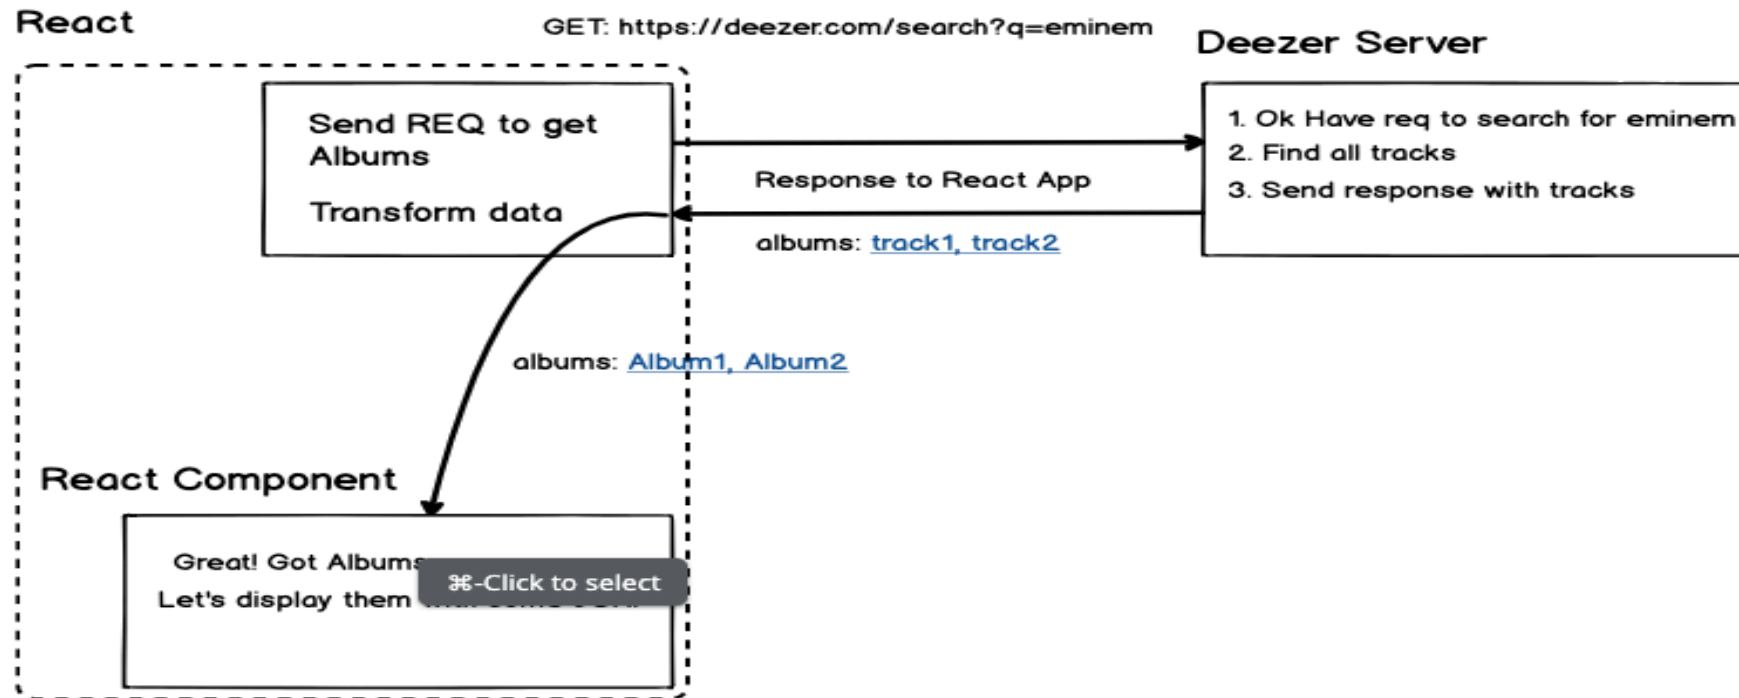 React
GET: https://deezer.com/search?q=eminem
Deezer Server
Send REQ to get
Albums
Transform data
1. Ok Have req to search for eminem
2. Find all tracks
3. Send response with tracks
Response to React App
albums: track1, track2
albums: Album1, Album2
React Component
Great! Got Albums
Let's display them
⌘-Click to select